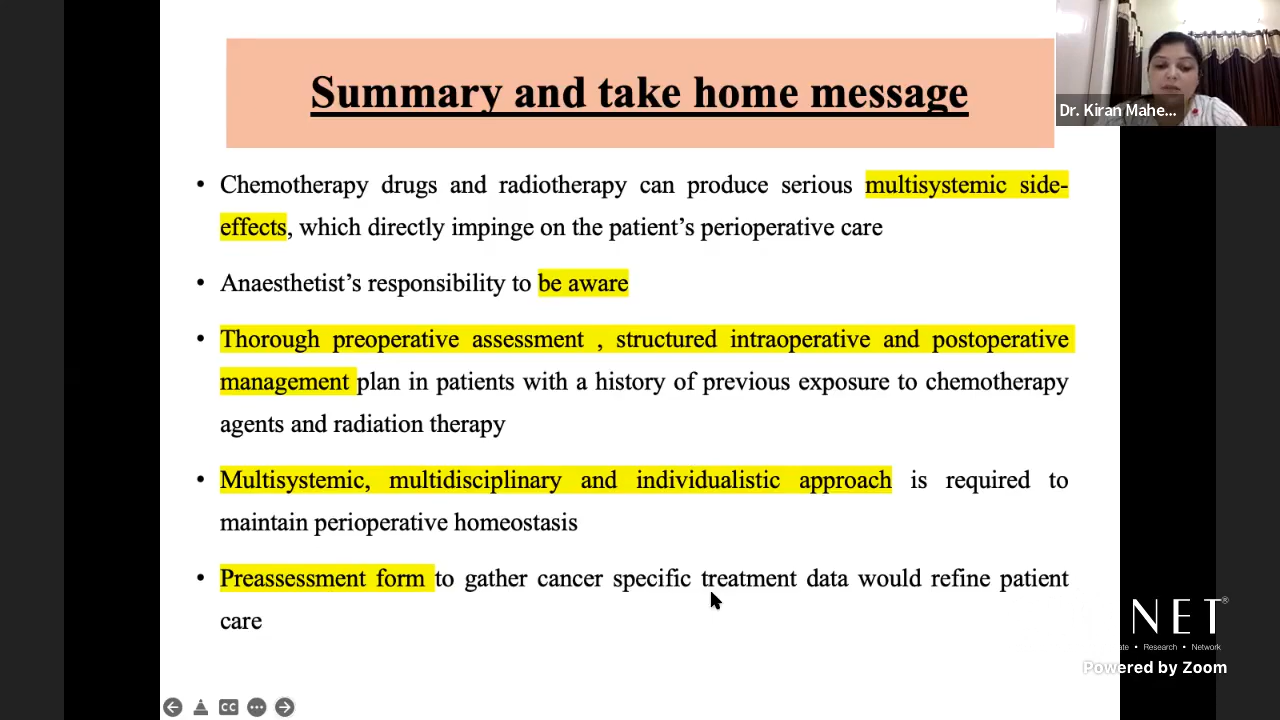 Summary and take home message
Dr. Kiran Mahe...
• Chemotherapy drugs and radiotherapy can produce serious multisystemic side-
effects, which directly impinge on the patient's perioperative care
• Anaesthetist's responsibility to be aware
• Thorough preoperative assessment , structured intraoperative and postoperative
management plan in patients with a history of previous exposure to chemotherapy
agents and radiation therapy
• Multisystemic, multidisciplinary and individualistic approach is required to
maintain perioperative homeostasis
• Preassessment form to gather cancer specific treatment data would refine patient
care
NET®
• Research • Network
Powered by Zoom
CC